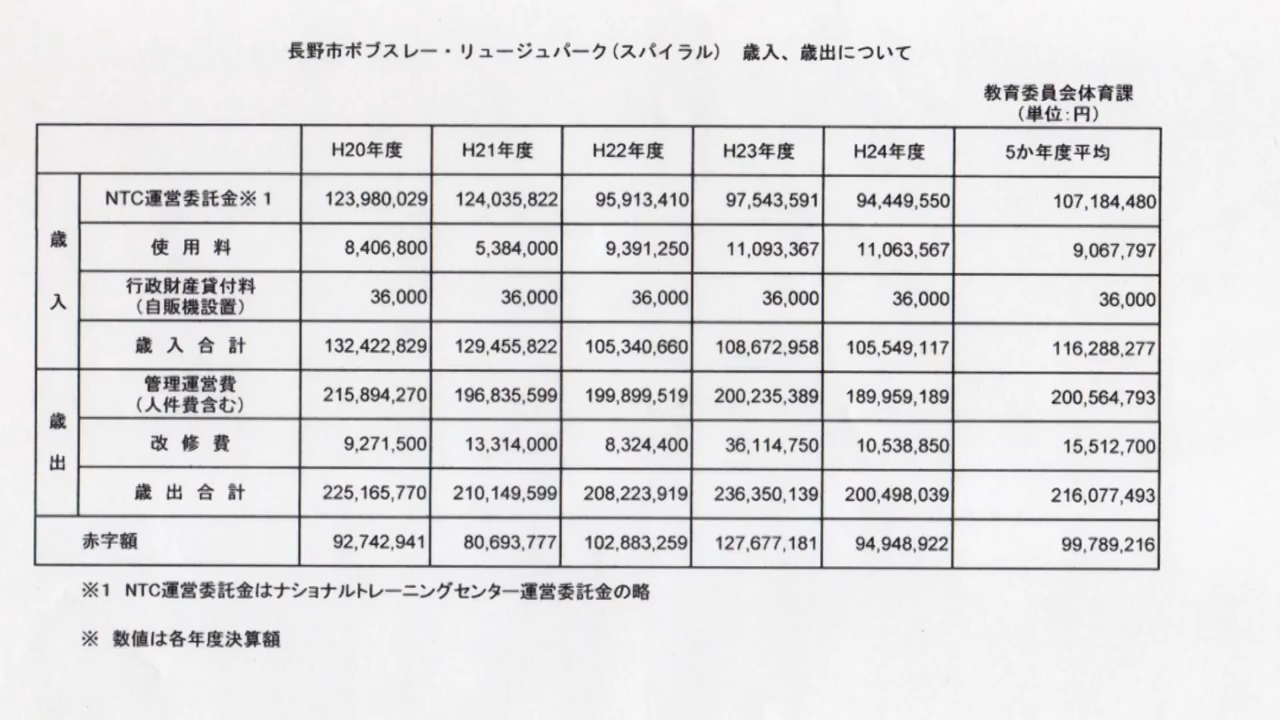 長野市ボブスレー・リュージュパーク(スパイラル) 歳入、歳出について
教育委員会体育課
(単位:円)
H20年度 H21年度 H22年度 H23年度 H24年度 5か年度平均
歳入
NTC運営委託金※1 123,980,029 124,035,822 95,913,410 97,543,591 94,449,550 107,184,480
使用料 8,406,800 5,384,000 9,391,250 11,093,367 11,063,567 9,067,797
行政財産貸付料
(自販機設置) 36,000 36,000 36,000 36,000 36,000 36,000
歳入合計 132,422,829 129,455,822 105,340,660 108,672,958 105,549,117 116,288,277
歳出
管理運営費
(人件費含む) 215,894,270 196,835,599 199,899,519 200,235,389 189,959,189 200,564,793
改修費 9,271,500 13,314,000 8,324,400 36,114,750 10,538,850 15,512,700
歳出合計 225,165,770 210,149,599 208,223,919 236,350,139 200,498,039 216,077,493
赤字額 92,742,941 80,693,777 102,883,259 127,677,181 94,948,922 99,789,216
※1 NTC運営委託金はナショナルトレーニングセンター運営委託金の略
※ 数値は各年度決算額